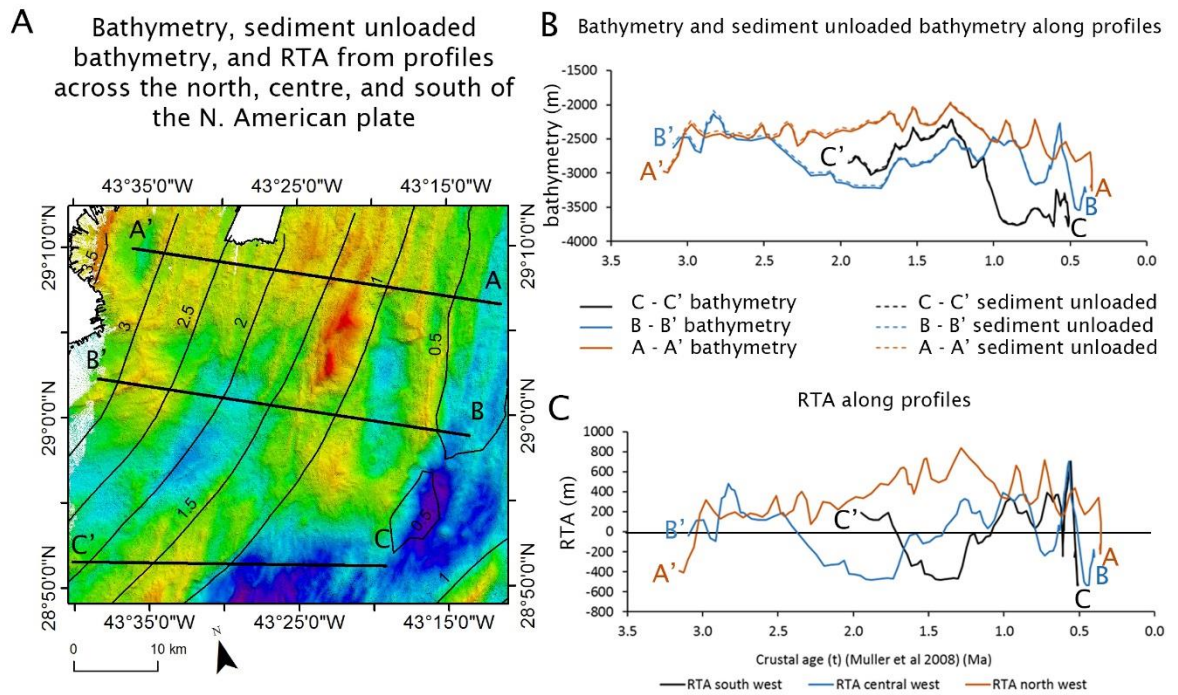 A
Bathymetry, sediment unloaded
bathymetry, and RTA from profiles
across the north, centre, and south of
the N. American plate
43°35'0"W 43°25'0"W 43°15'0"W
29°10'0"N
29°0'0"N
28°50'0"N
A'
A
B'
B
C'
C
3.5
3
2.5
2
1.5
1
0.5
0.5
1
29°10'0"N
29°0'0"N
28°50'0"N
43°35'0"W 43°25'0"W 43°15'0"W
N
0 10 km
B
Bathymetry and sediment unloaded bathymetry along profiles
bathymetry (m)
-1500
-2000
-2500
-3000
-3500
-4000
B'
A'
C'
A
B
C
3.5 3.0 2.5 2.0 1.5 1.0 0.5 0.0
C - C' bathymetry
B - B' bathymetry
A - A' bathymetry
C - C' sediment unloaded
B - B' sediment unloaded
A - A' sediment unloaded
C
RTA along profiles
RTA (m)
1000
800
600
400
200
0
-200
-400
-600
-800
B'
A'
C'
A
B
C
3.5 3.0 2.5 2.0 1.5 1.0 0.5 0.0
Crustal age (t) (Muller et al 2008) (Ma)
RTA south west RTA central west RTA north west